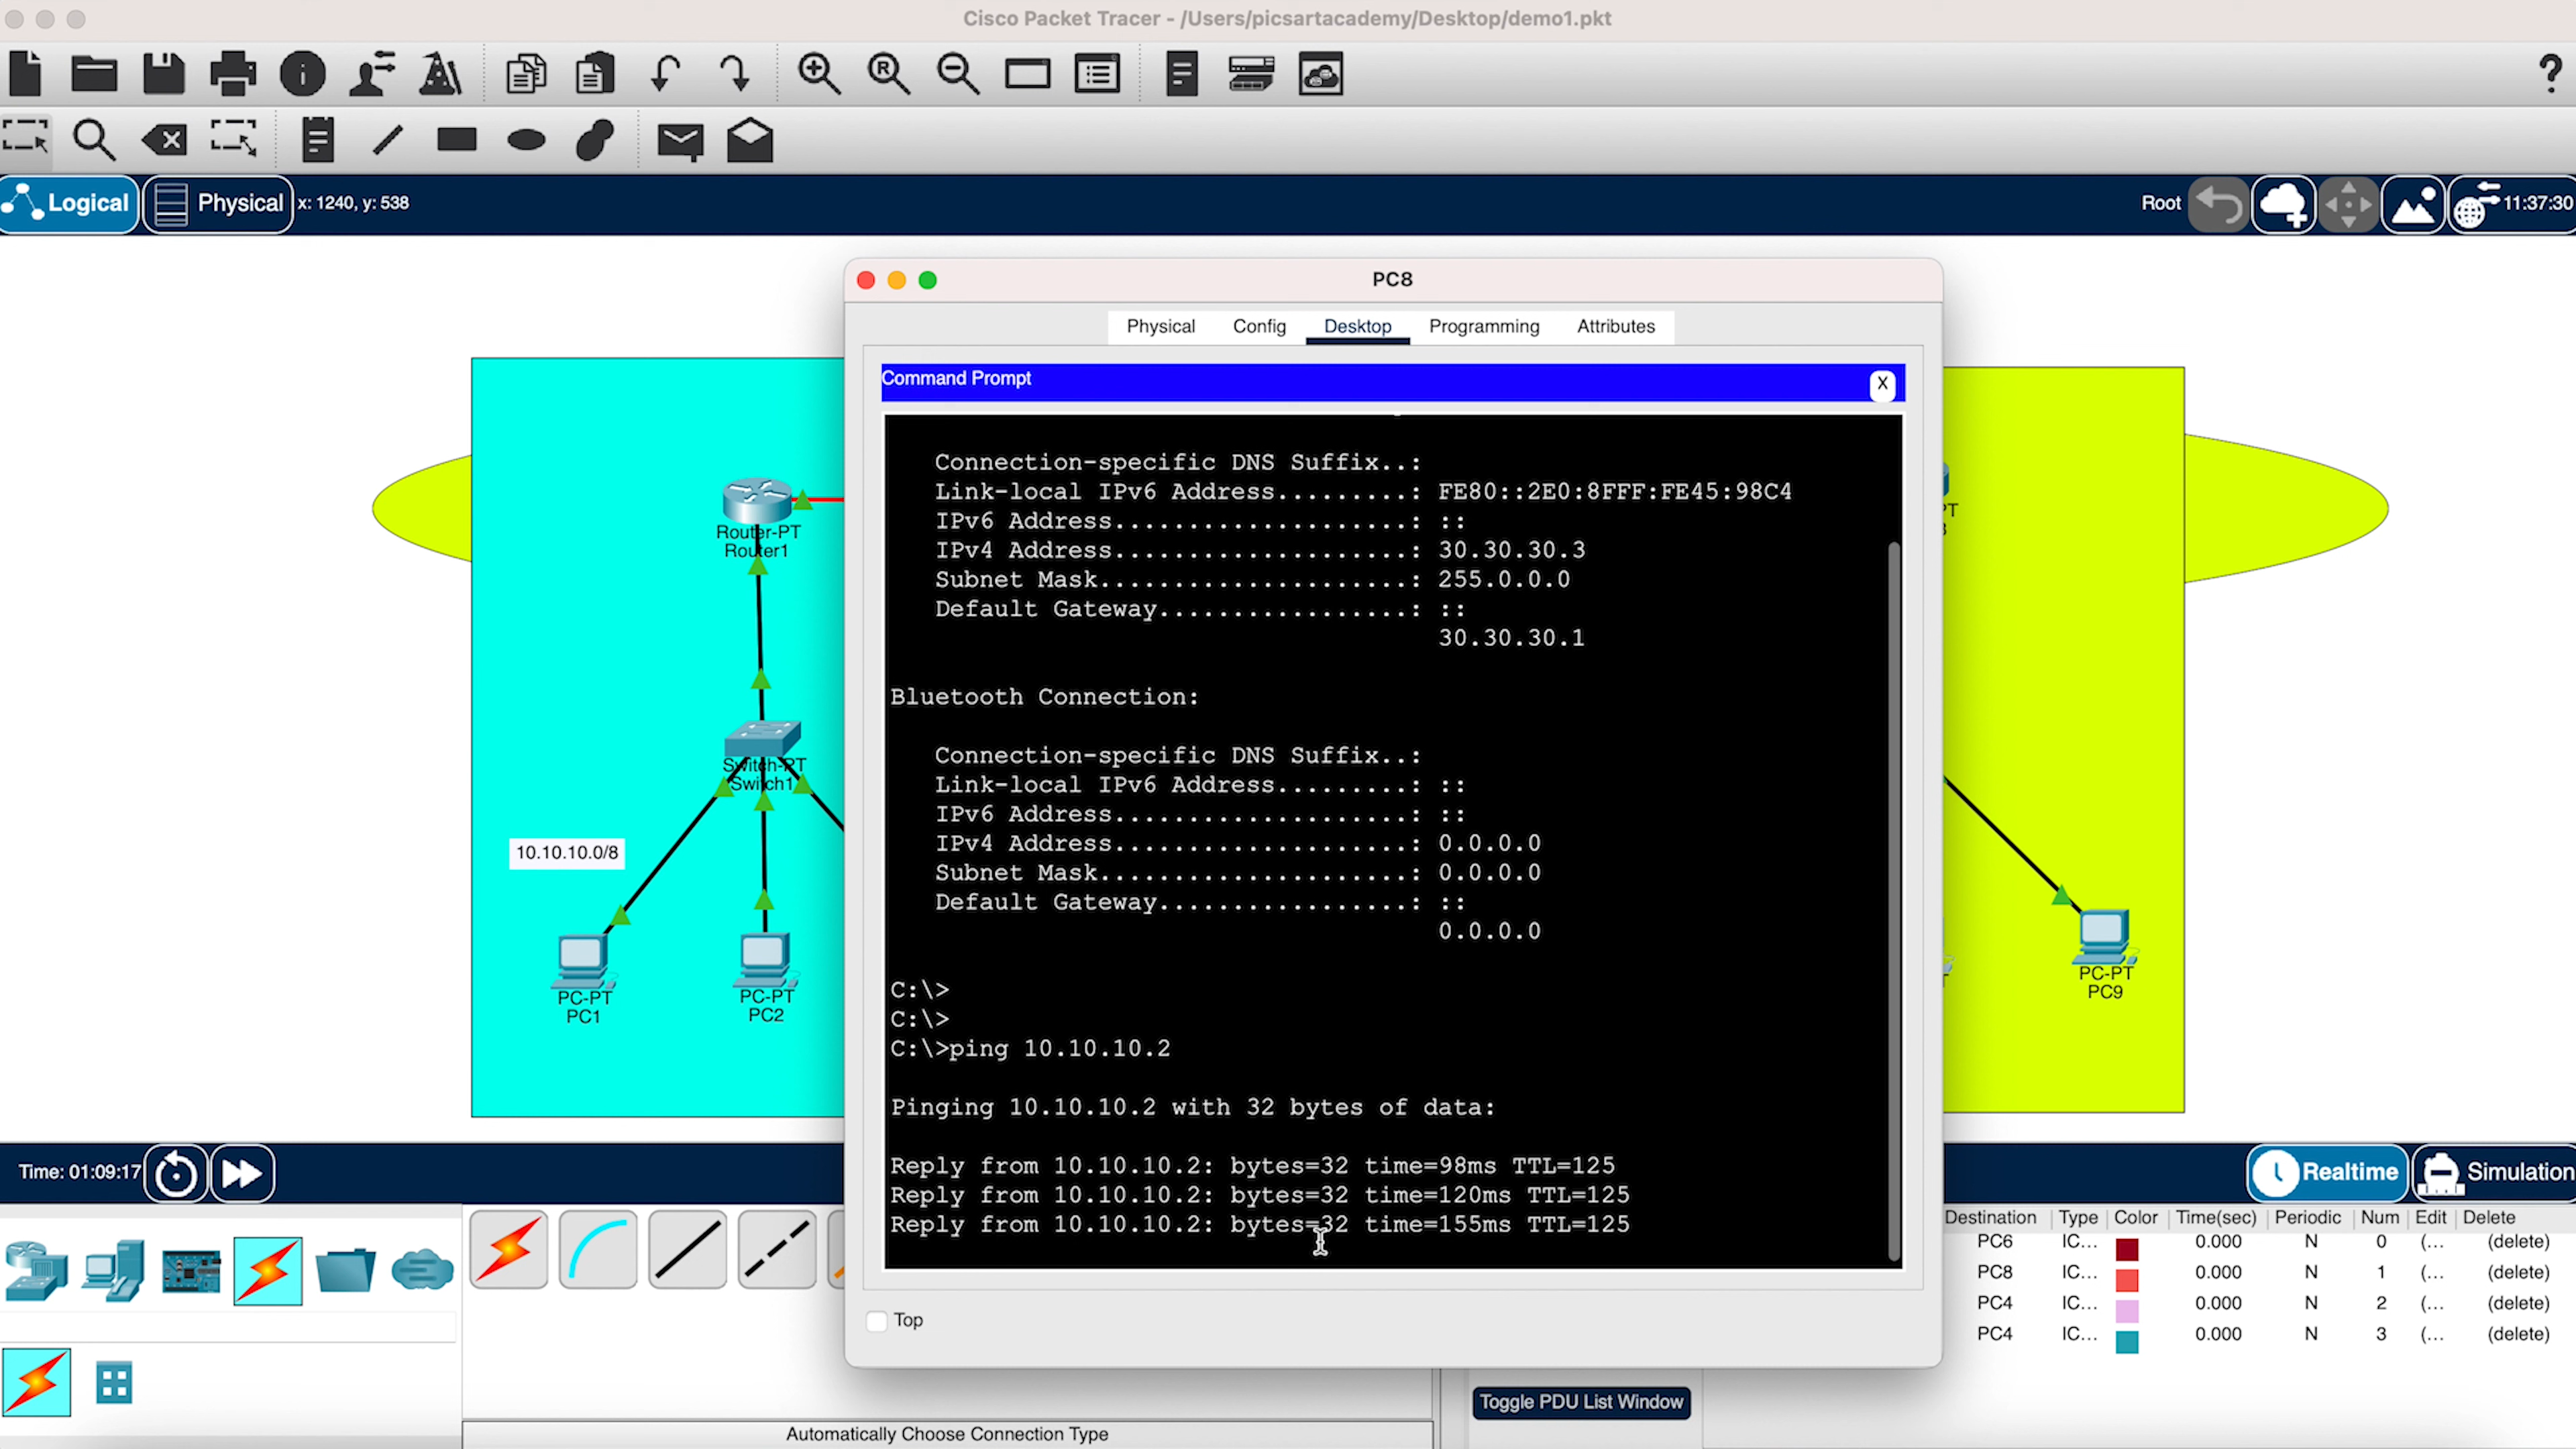 Cisco Packet Tracer - /Users/picsartacademy/Desktop/demo1.pkt
?
Logical
Physical
x: 1240, y: 538
Root
11:37:30
PC8
Physical
Config
Desktop
Programming
Attributes
Command Prompt
X
Connection-specific DNS Suffix..:
Link-local IPv6 Address.........: FE80::2E0:8FFF:FE45:98C4
IPv6 Address....................: ::
IPv4 Address....................: 30.30.30.3
Subnet Mask.....................: 255.0.0.0
Default Gateway.................: ::
30.30.30.1
Bluetooth Connection:
Connection-specific DNS Suffix..:
Link-local IPv6 Address.........: ::
IPv6 Address....................: ::
IPv4 Address....................: 0.0.0.0
Subnet Mask.....................: 0.0.0.0
Default Gateway.................: ::
0.0.0.0
C:\>
C:\>
C:\>ping 10.10.10.2
Pinging 10.10.10.2 with 32 bytes of data:
Reply from 10.10.10.2: bytes=32 time=98ms TTL=125
Reply from 10.10.10.2: bytes=32 time=120ms TTL=125
Reply from 10.10.10.2: bytes=32 time=155ms TTL=125
Top
Router-PT
Router1
Switch-PT
Switch1
10.10.10.0/8
PC-PT
PC1
PC-PT
PC2
PC-PT
PC9
Time: 01:09:17
Realtime
Simulation
Destination Type Color Time(sec) Periodic Num Edit Delete
PC6 IC... 0.000 N 0 (... (delete)
PC8 IC... 0.000 N 1 (... (delete)
PC4 IC... 0.000 N 2 (... (delete)
PC4 IC... 0.000 N 3 (... (delete)
Toggle PDU List Window
Automatically Choose Connection Type